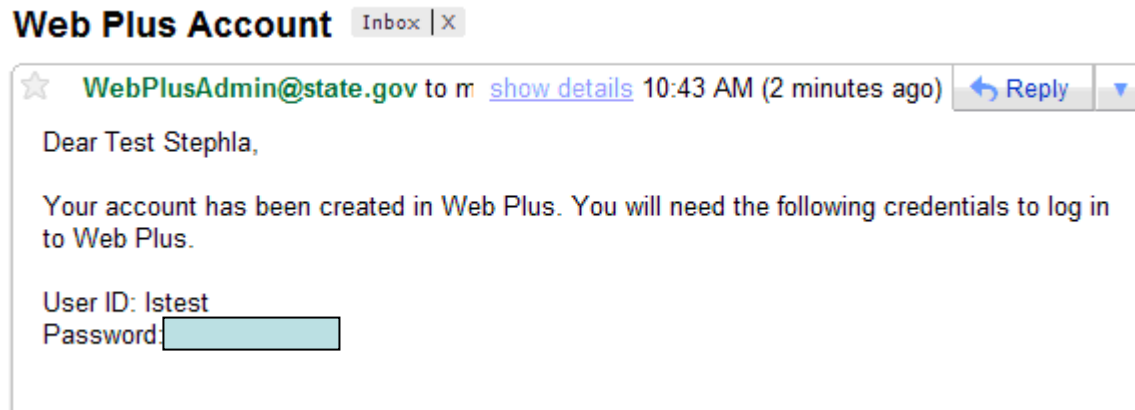 Web Plus Account Inbox | X
WebPlusAdmin@state.gov to m show details 10:43 AM (2 minutes ago) Reply
Dear Test Stephla,
Your account has been created in Web Plus. You will need the following credentials to log in
to Web Plus.
User ID: lstest
Password: